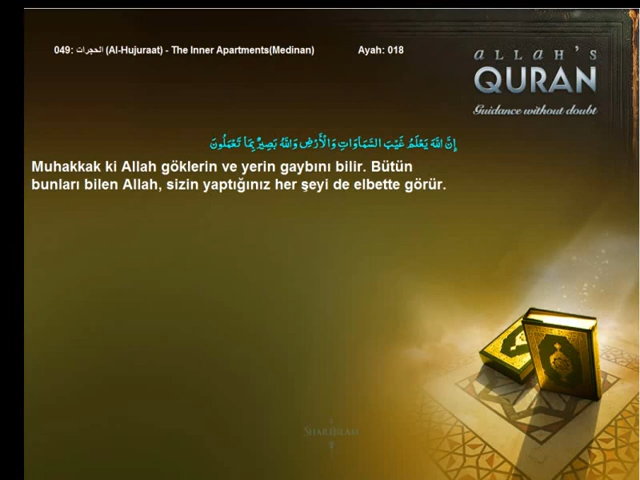 049: الحجرات (Al-Hujuraat) - The Inner Apartments(Medinan) Ayah: 018
ALLAH'S
QURAN
Guidance without doubt
إِنَّ اللَّهَ يَعْلَمُ غَيْبَ السَّمَاوَاتِ وَالْأَرْضِ وَاللَّهُ بَصِيرٌ بِمَا تَعْمَلُونَ
Muhakkak ki Allah göklerin ve yerin gaybını bilir. Bütün
bunları bilen Allah, sizin yaptığınız her şeyi de elbette görür.